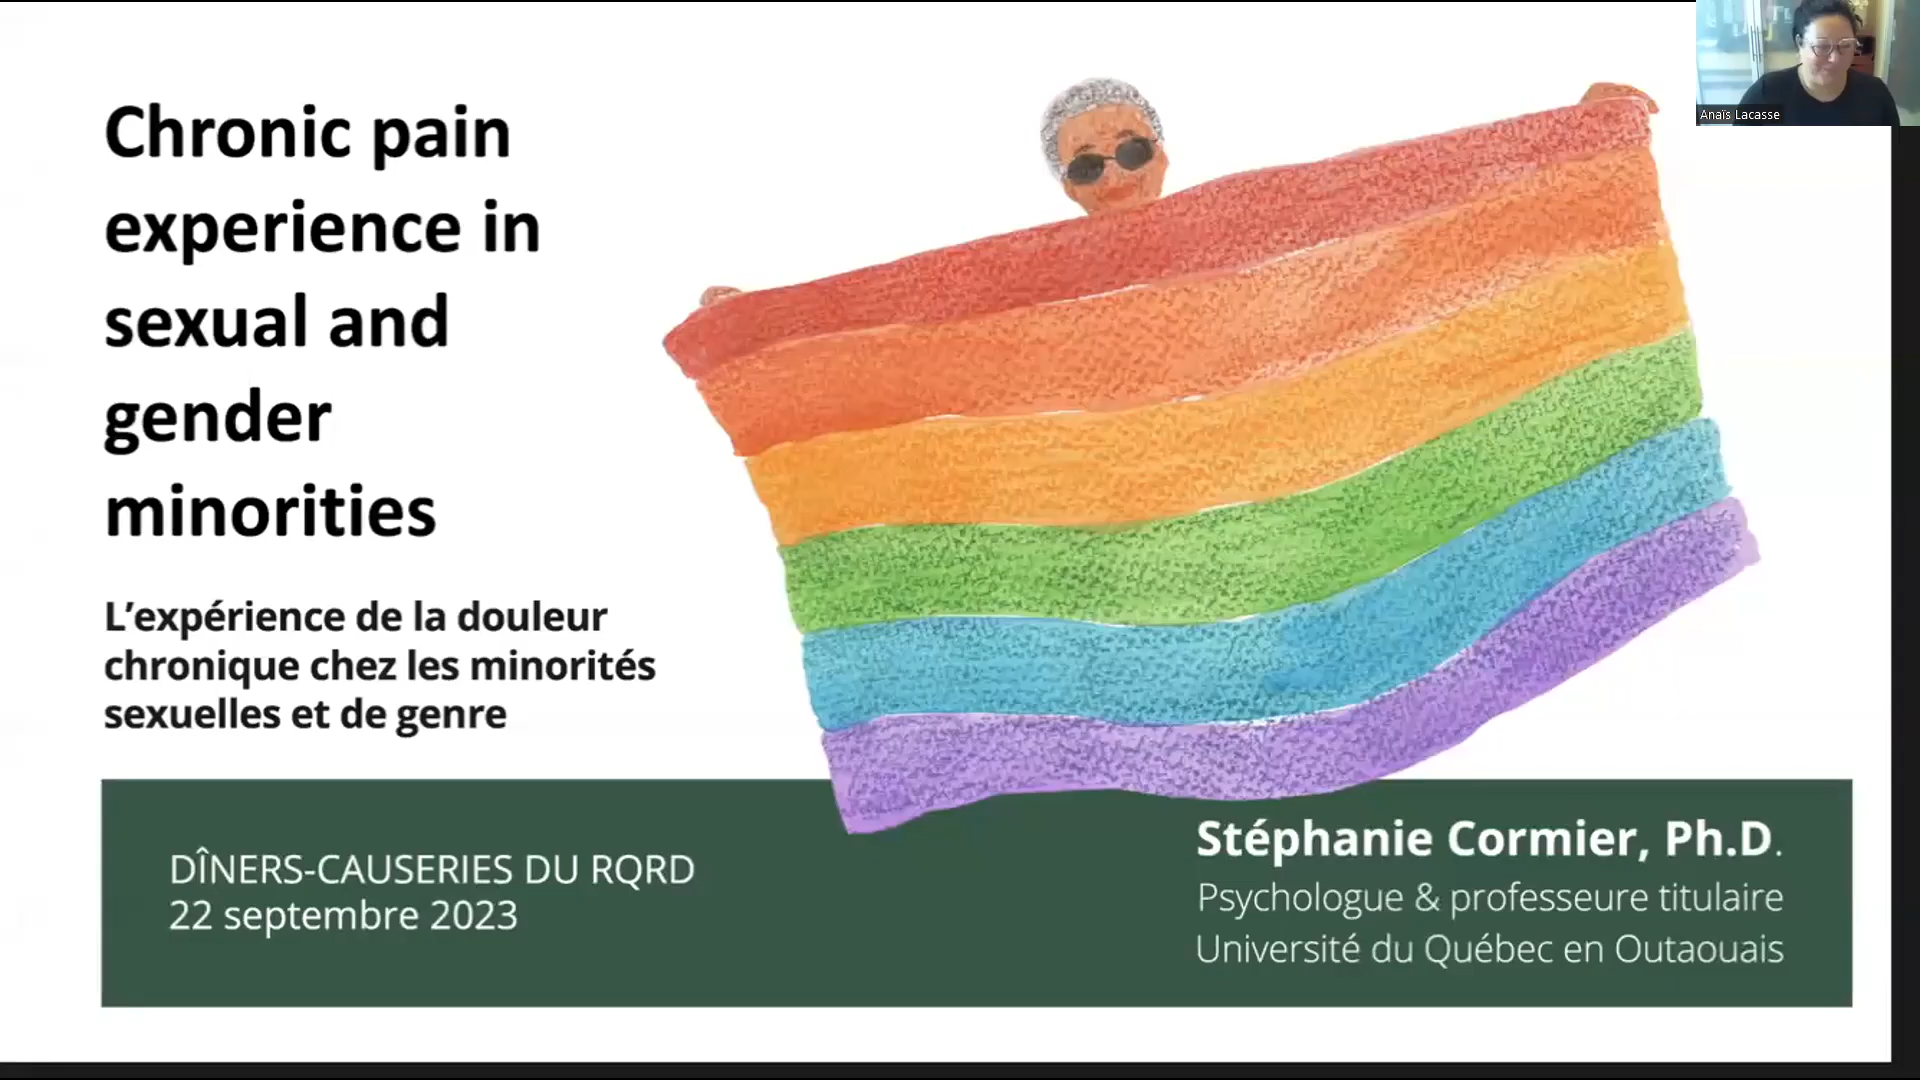 Chronic pain
experience in
sexual and
gender
minorities
L’expérience de la douleur
chronique chez les minorités
sexuelles et de genre
DÎNERS-CAUSERIES DU RQRD
22 septembre 2023
Stéphanie Cormier, Ph.D.
Psychologue & professeure titulaire
Université du Québec en Outaouais
Anaïs Lacasse